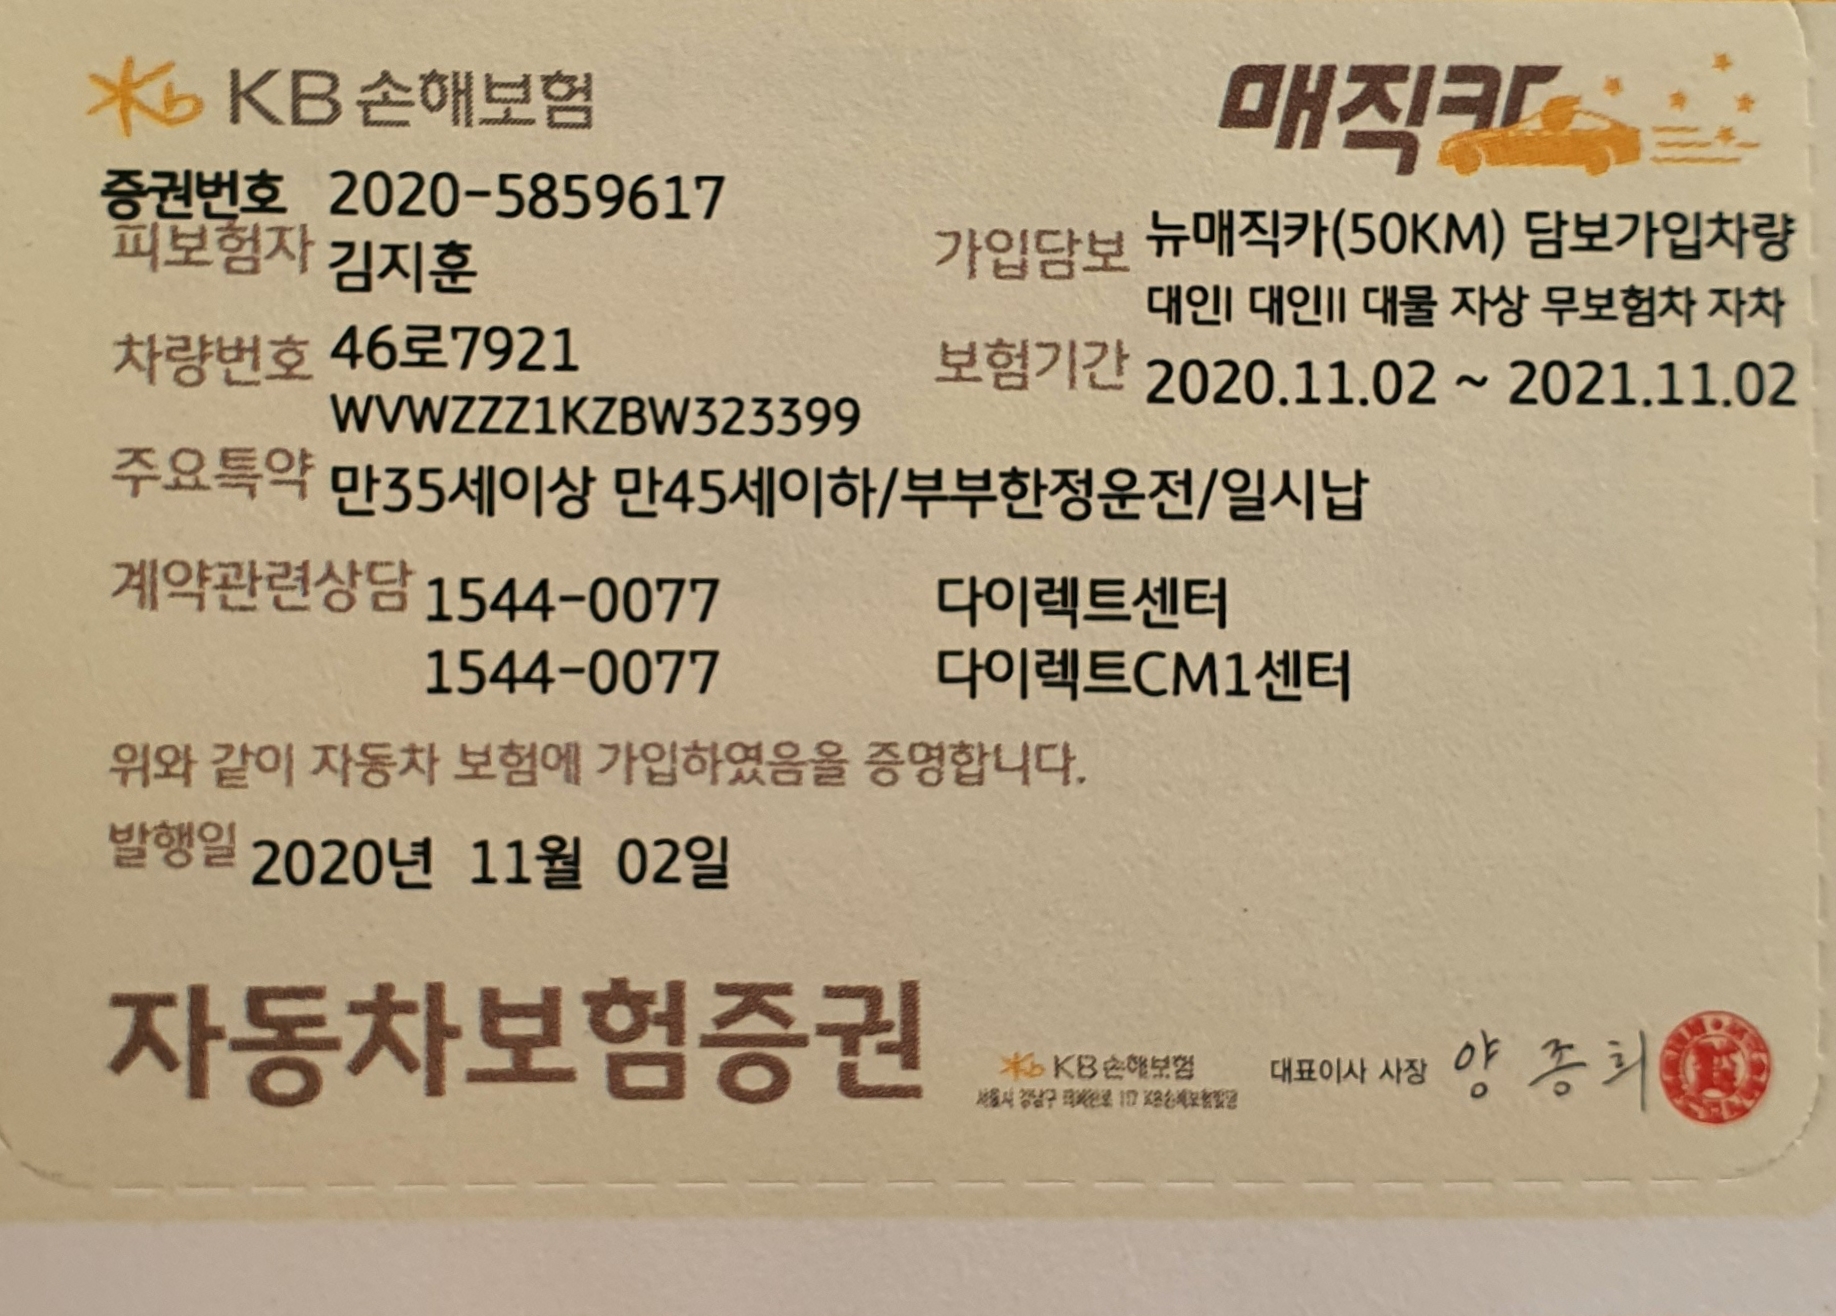 KB손해보험
매직카
증권번호 2020-5859617
피보험자 김지훈
가입담보 뉴매직카(50KM) 담보가입차량
대인I 대인II 대물 자상 무보험차 자차
차량번호 46로7921
보험기간 2020.11.02 ~ 2021.11.02
WVWZZZ1KZBW323399
주요특약 만35세이상 만45세이하/부부한정운전/일시납
계약관련상담 1544-0077 다이렉트센터
1544-0077 다이렉트CM1센터
위와 같이 자동차 보험에 가입하였음을 증명합니다.
발행일 2020년 11월 02일
자동차보험증권
KB손해보험
대표이사 사장 양종희
서울시 강남구 117 KB손해보험빌딩